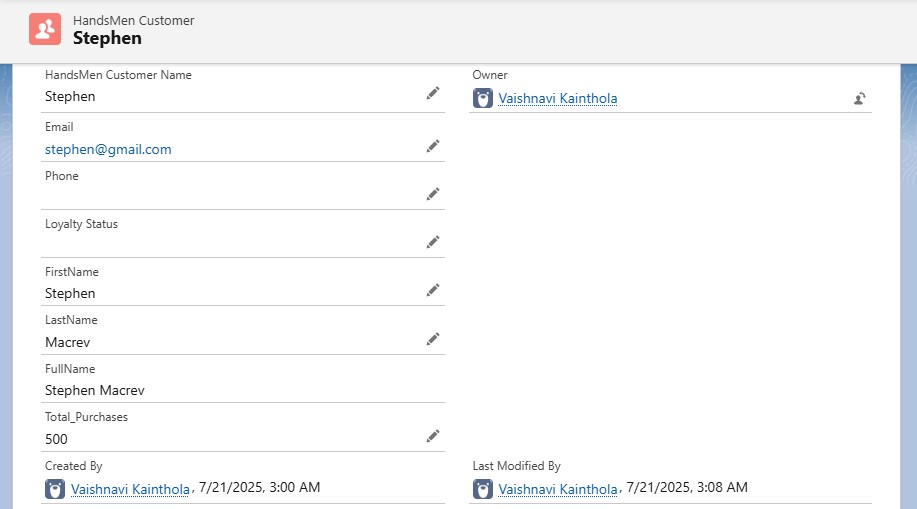 HandsMen Customer
Stephen
HandsMen Customer Name
Stephen
Owner
Vaishnavi Kainthola
Email
stephen@gmail.com
Phone
Loyalty Status
FirstName
Stephen
LastName
Macrev
FullName
Stephen Macrev
Total_Purchases
500
Created By
Vaishnavi Kainthola, 7/21/2025, 3:00 AM
Last Modified By
Vaishnavi Kainthola, 7/21/2025, 3:08 AM